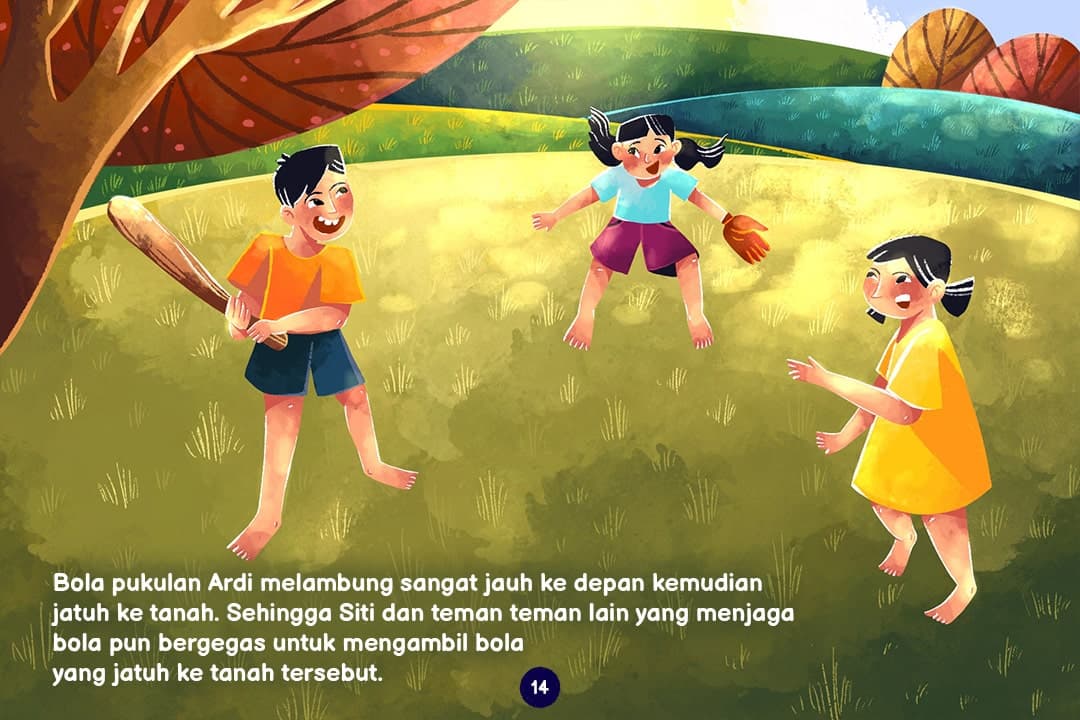 Bola pukulan Ardi melambung sangat jauh ke depan kemudian
jatuh ke tanah. Sehingga Siti dan teman teman lain yang menjaga
bola pun bergegas untuk mengambil bola
yang jatuh ke tanah tersebut.
14